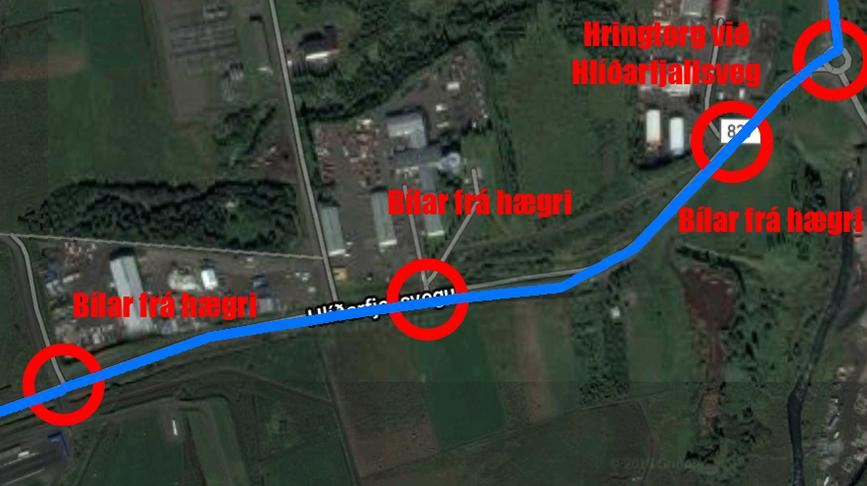 Hringtorg við
Hlíðarfjallsveg
Bílar frá hægri
Bílar frá hægri
Bílar frá hægri